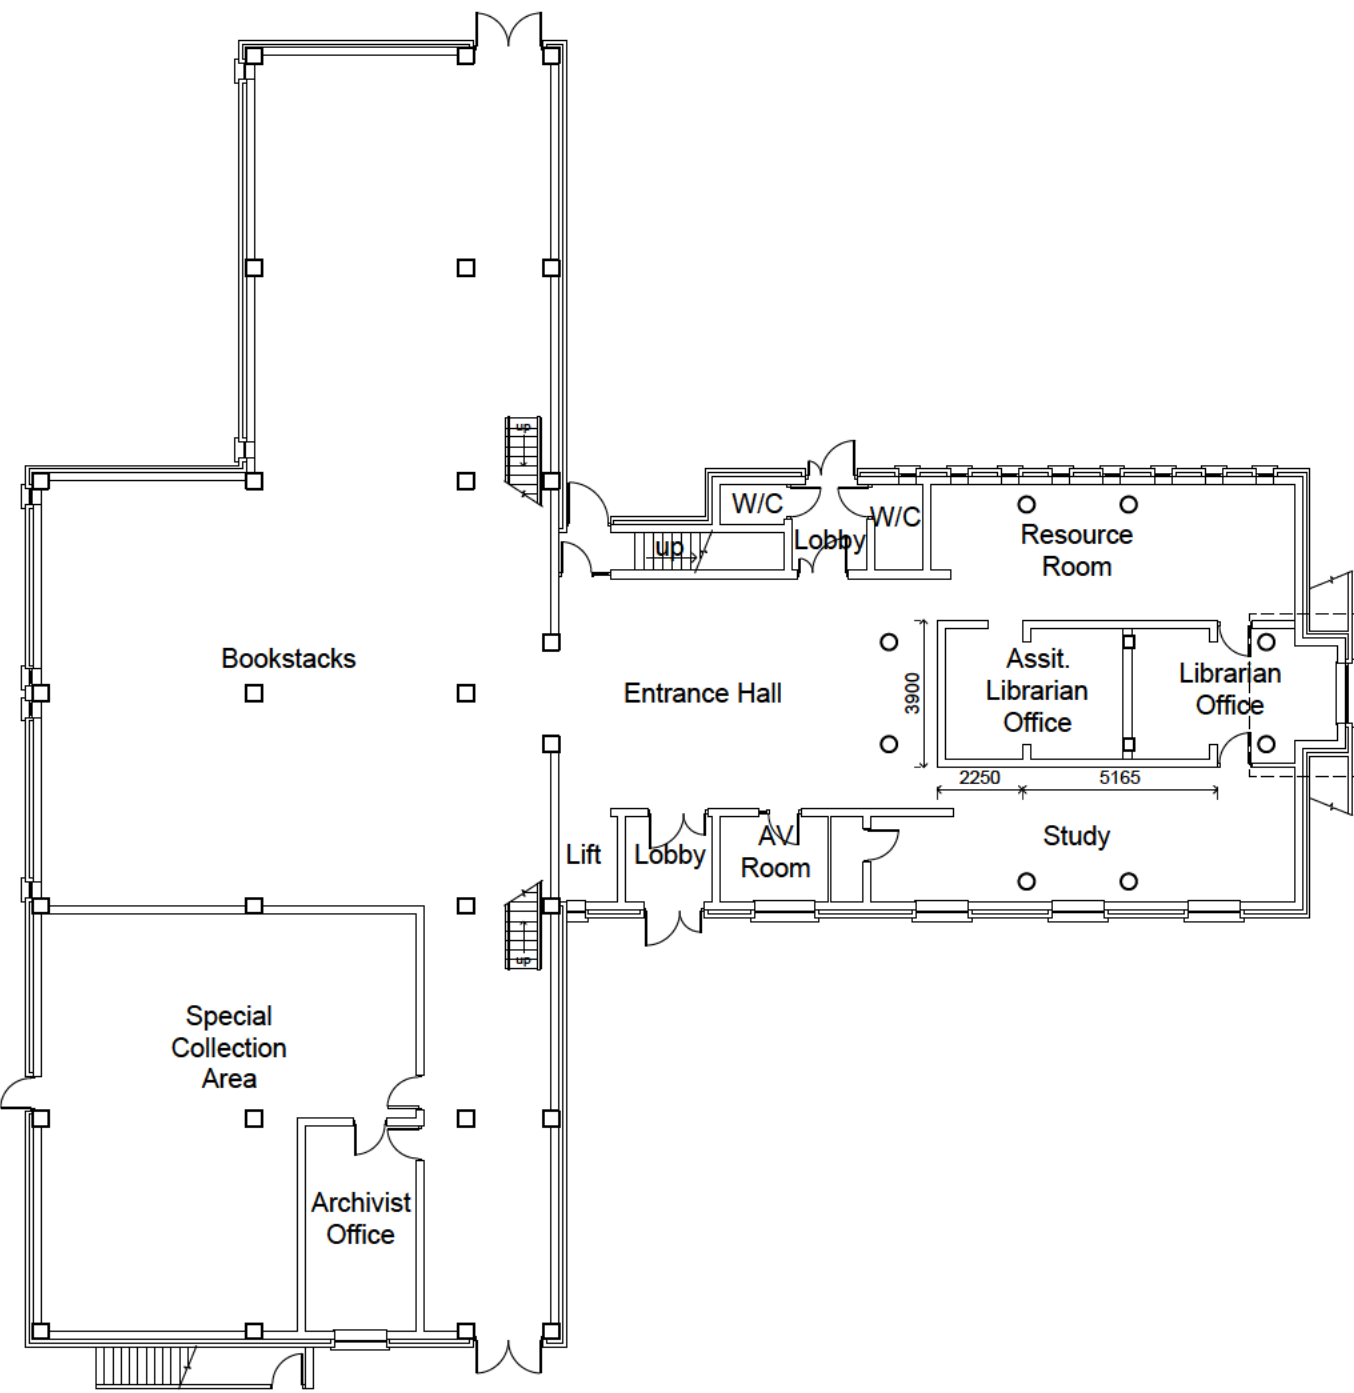 up
W/C
W/C
Lobby
up
Resource
Room
Bookstacks
Entrance Hall
3900
Assit.
Librarian
Office
Librarian
Office
2250
5165
Lift
Lobby
AV
Room
Study
up
Special
Collection
Area
Archivist
Office